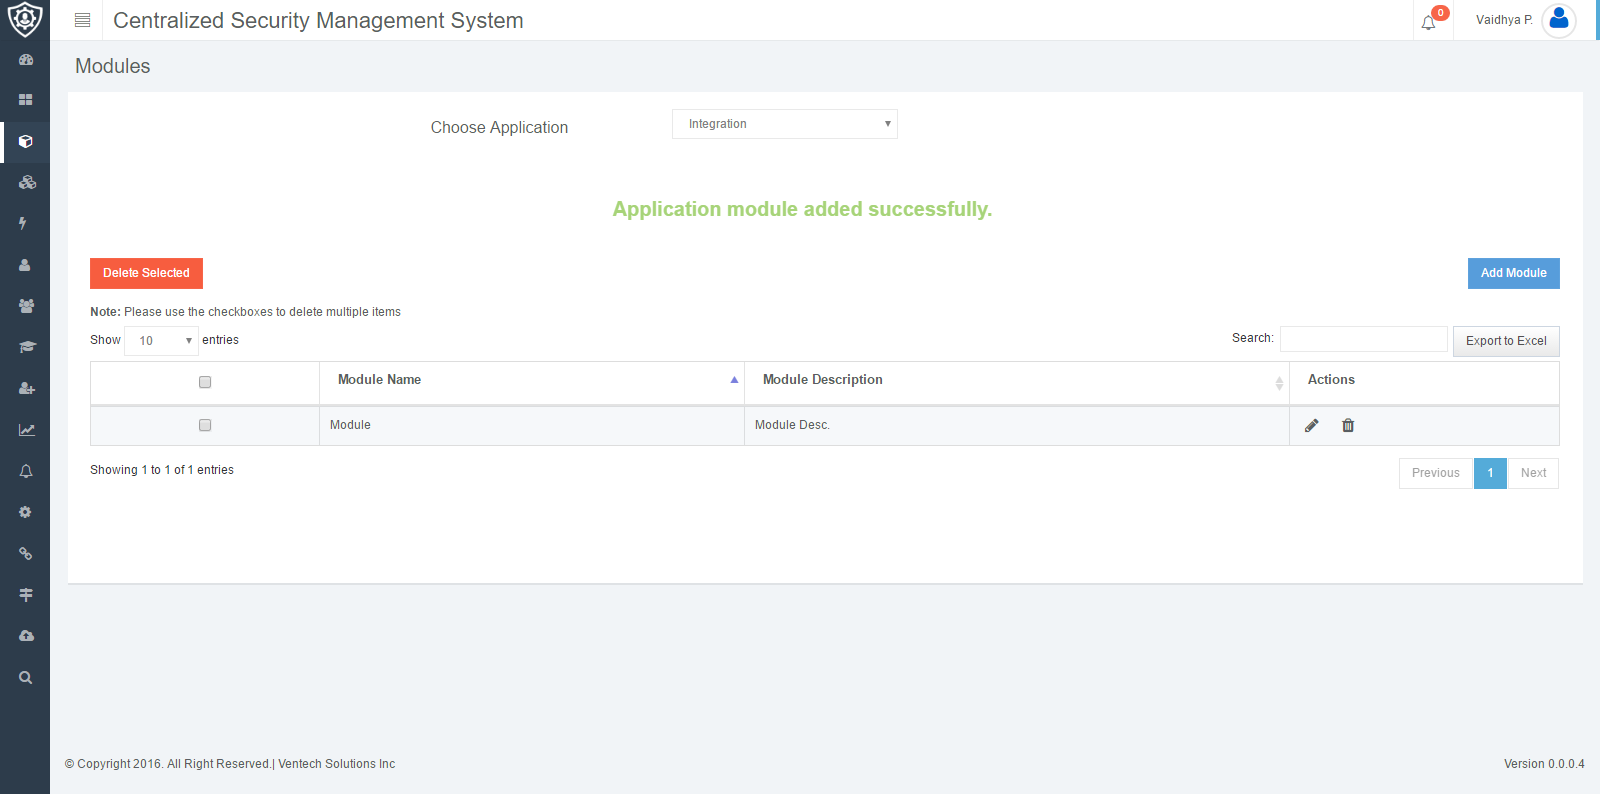 Centralized Security Management System
0
Vaidhya P.
Modules
Choose Application
Integration
Application module added successfully.
Delete Selected
Add Module
Note: Please use the checkboxes to delete multiple items
Show 10 entries
Search:
Export to Excel
Module Name
Module Description
Actions
Module
Module Desc.
Showing 1 to 1 of 1 entries
Previous
1
Next
© Copyright 2016. All Right Reserved.| Ventech Solutions Inc
Version 0.0.0.4